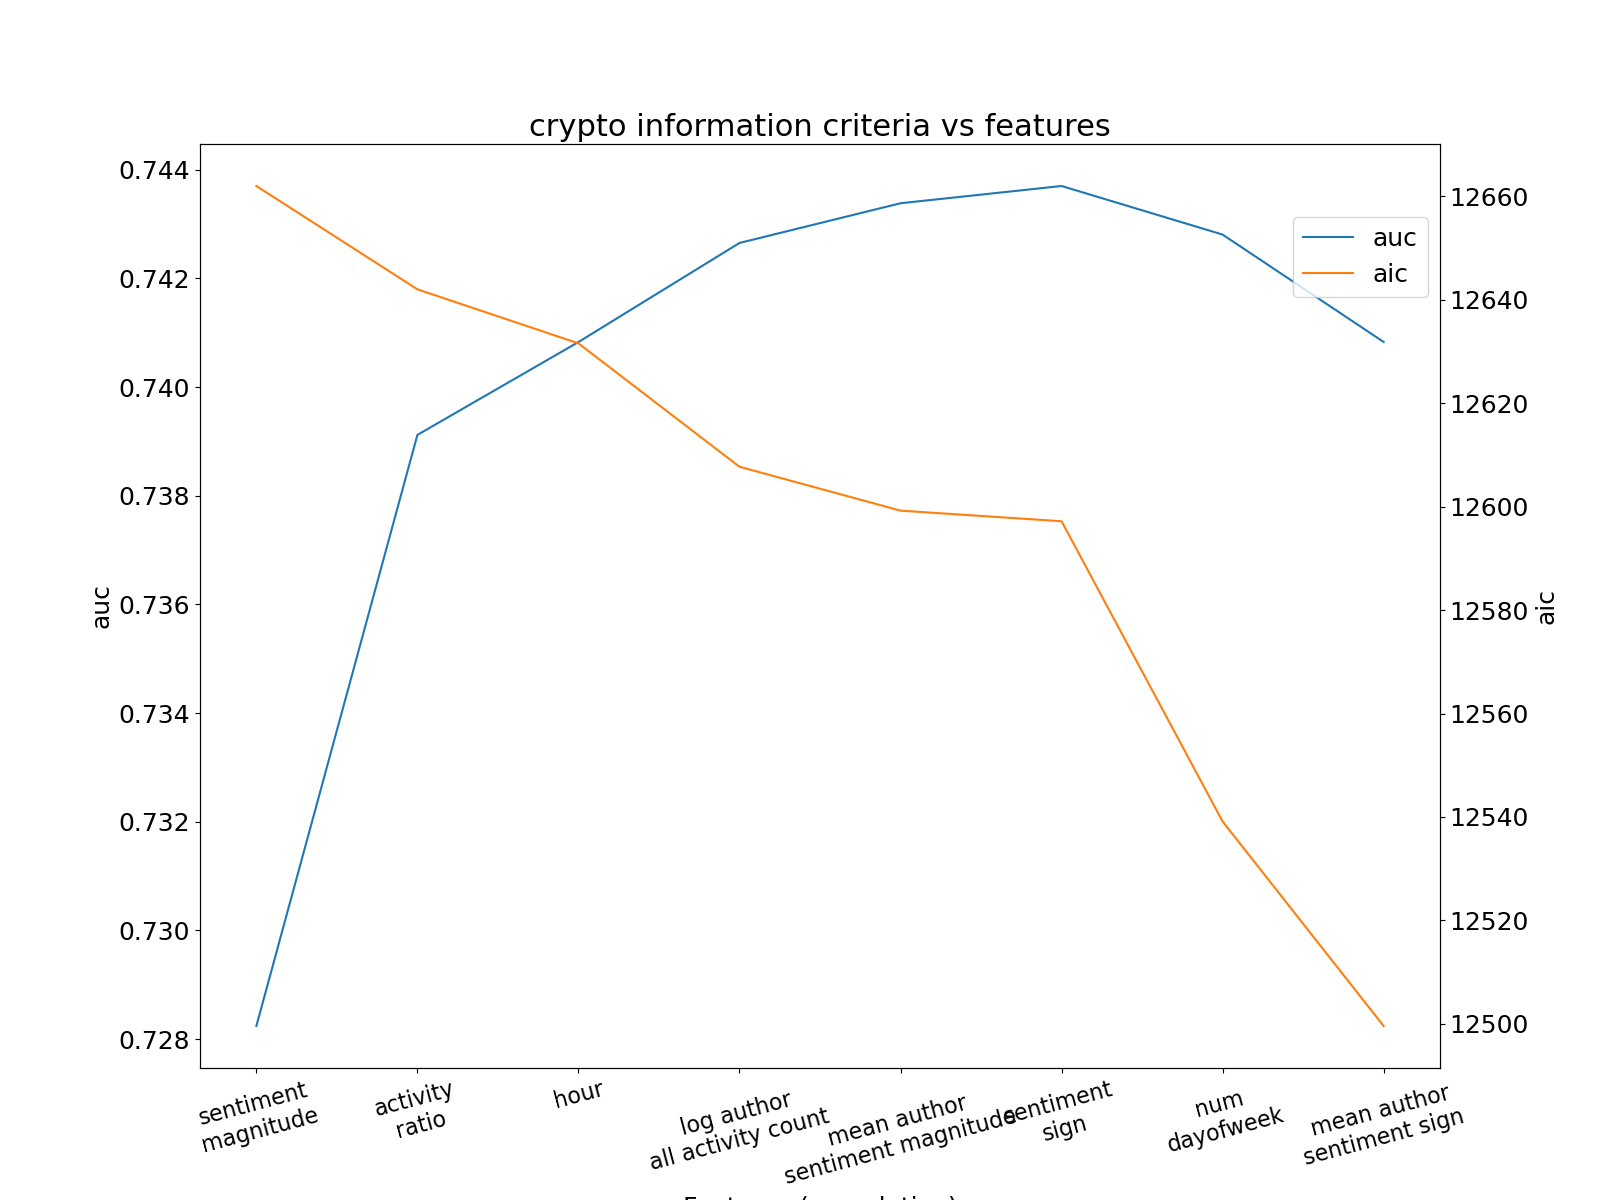 crypto information criteria vs features
0.744
0.742
0.740
0.738
0.736
0.734
0.732
0.730
0.728
auc
12660
12640
12620
12600
12580
12560
12540
12520
12500
aic
auc
aic
sentiment
magnitude
activity
ratio
hour
log author
all activity count
mean author
sentiment magnitude
sentiment
sign
num
dayofweek
mean author
sentiment sign